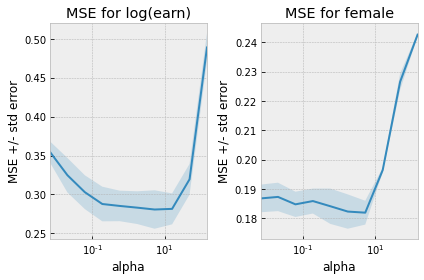 MSE for log(earn)
MSE +/- std error
0.50
0.45
0.40
0.35
0.30
0.25
10⁻¹
10¹
alpha
MSE for female
MSE +/- std error
0.24
0.23
0.22
0.21
0.20
0.19
0.18
10⁻¹
10¹
alpha